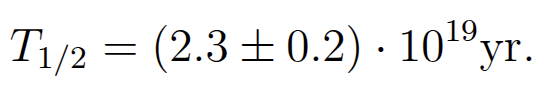 T_{1/2} = (2.3 ± 0.2) · 10^{19}yr.